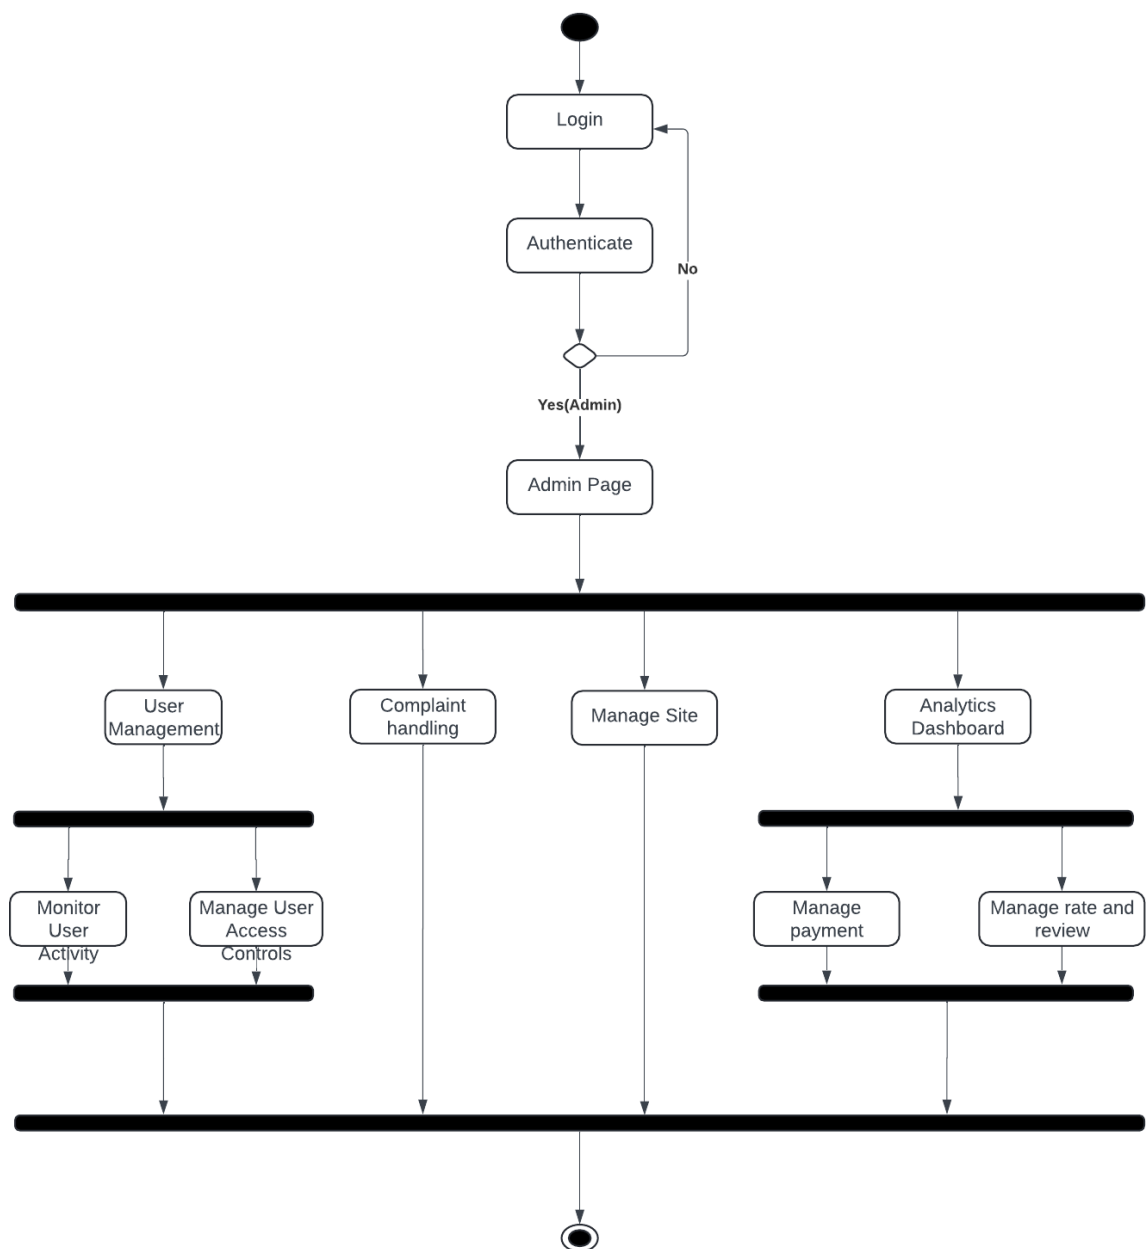 Login
Authenticate
No
Yes(Admin)
Admin Page
User
Management
Complaint
handling
Manage Site
Analytics
Dashboard
Monitor
User
Activity
Manage User
Access
Controls
Manage
payment
Manage rate and
review